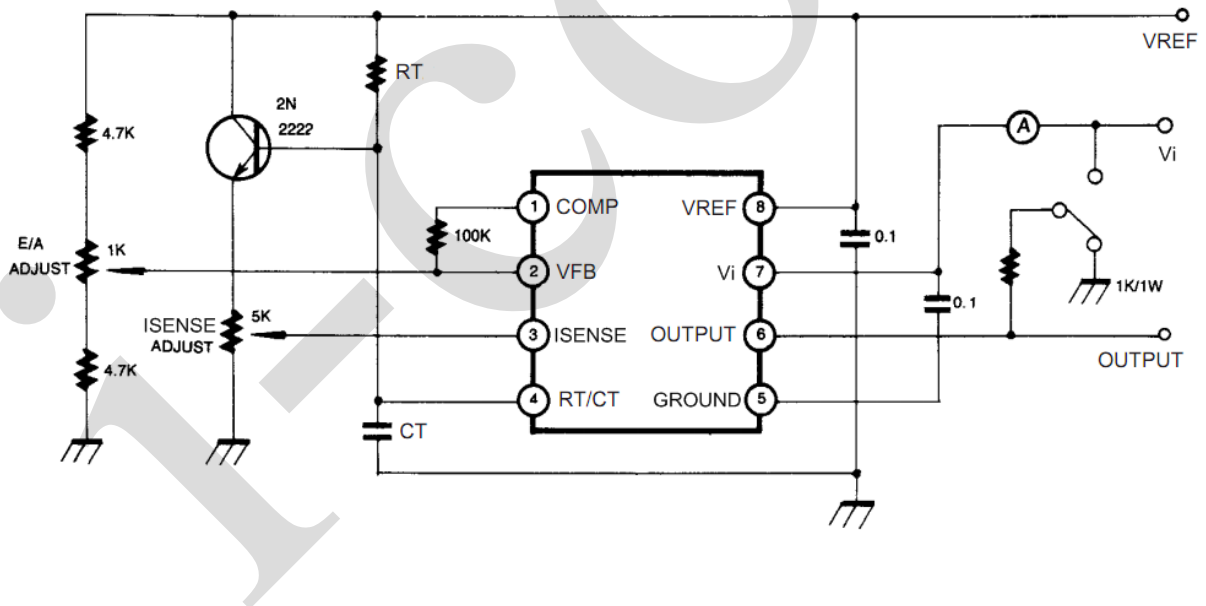 VREF
RT
2N
2222
4.7K
A
Vi
1 COMP
VREF 8
100K
0.1
E/A
ADJUST
1K
2 VFB
Vi 7
0.1
1K/1W
ISENSE
ADJUST
5K
3 ISENSE
OUTPUT 6
OUTPUT
4.7K
4 RT/CT
GROUND 5
CT
i-co